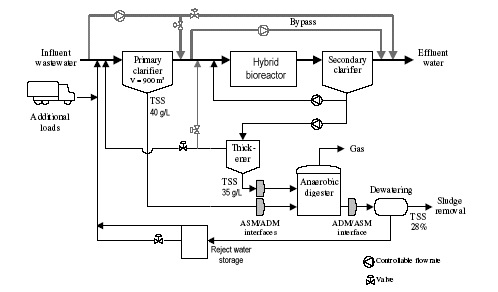 Bypass
Influent
wastewater
Primary
clarifier
V = 900 m³
Hybrid
bioreactor
Secondary
clarifier
Effluent
water
Additional
loads
TSS
40 g/L
Thick-
ener
TSS
35 g/L
Gas
Anaerobic
digester
Dewatering
Sludge
removal
TSS
28%
ASM/ADM
interfaces
ADM/ASM
interface
Reject water
storage
Controllable flow rate
Valve